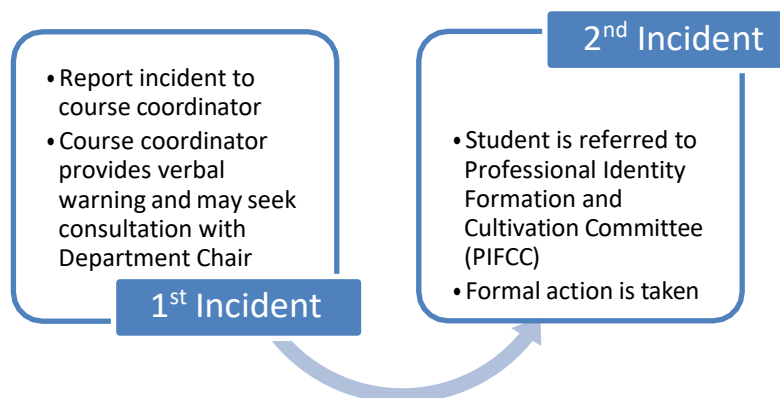 • Report incident to
course coordinator
• Course coordinator
provides verbal
warning and may seek
consultation with
Department Chair
1st Incident
2nd Incident
• Student is referred to
Professional Identity
Formation and
Cultivation Committee
(PIFCC)
• Formal action is taken